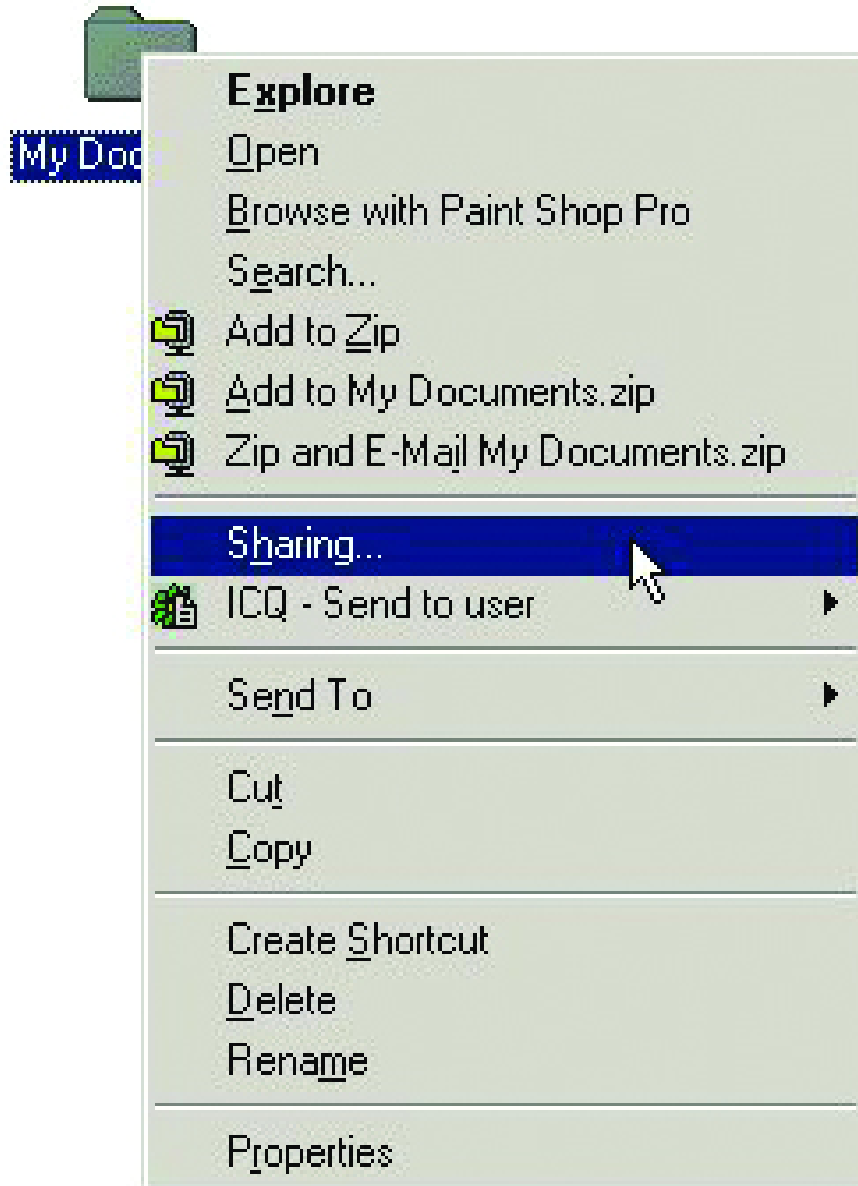 My Doc
Explore
Open
Browse with Paint Shop Pro
Search...
Add to Zip
Add to My Documents.zip
Zip and E-Mail My Documents.zip
Sharing...
ICQ - Send to user
Send To
Cut
Copy
Create Shortcut
Delete
Rename
Properties